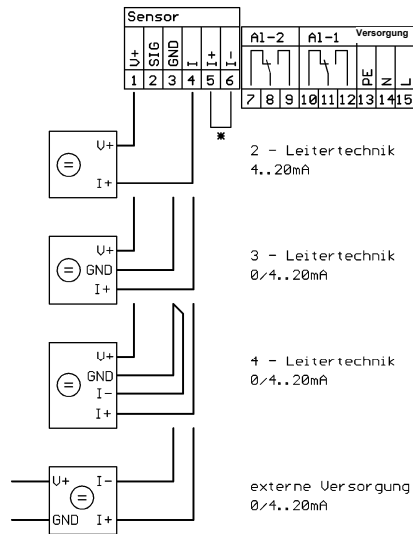 Sensor
Al-2 Al-1 Versorgung
V+ SIG GND I I+ I- PE N L
1 2 3 4 5 6 7 8 9 10 11 12 13 14 15
*
V+
=
I+
2 - Leitertechnik
4..20mA
V+
= GND
I+
3 - Leitertechnik
0/4..20mA
V+
GND
= I-
I+
4 - Leitertechnik
0/4..20mA
V+ I-
=
GND I+
externe Versorgung
0/4..20mA